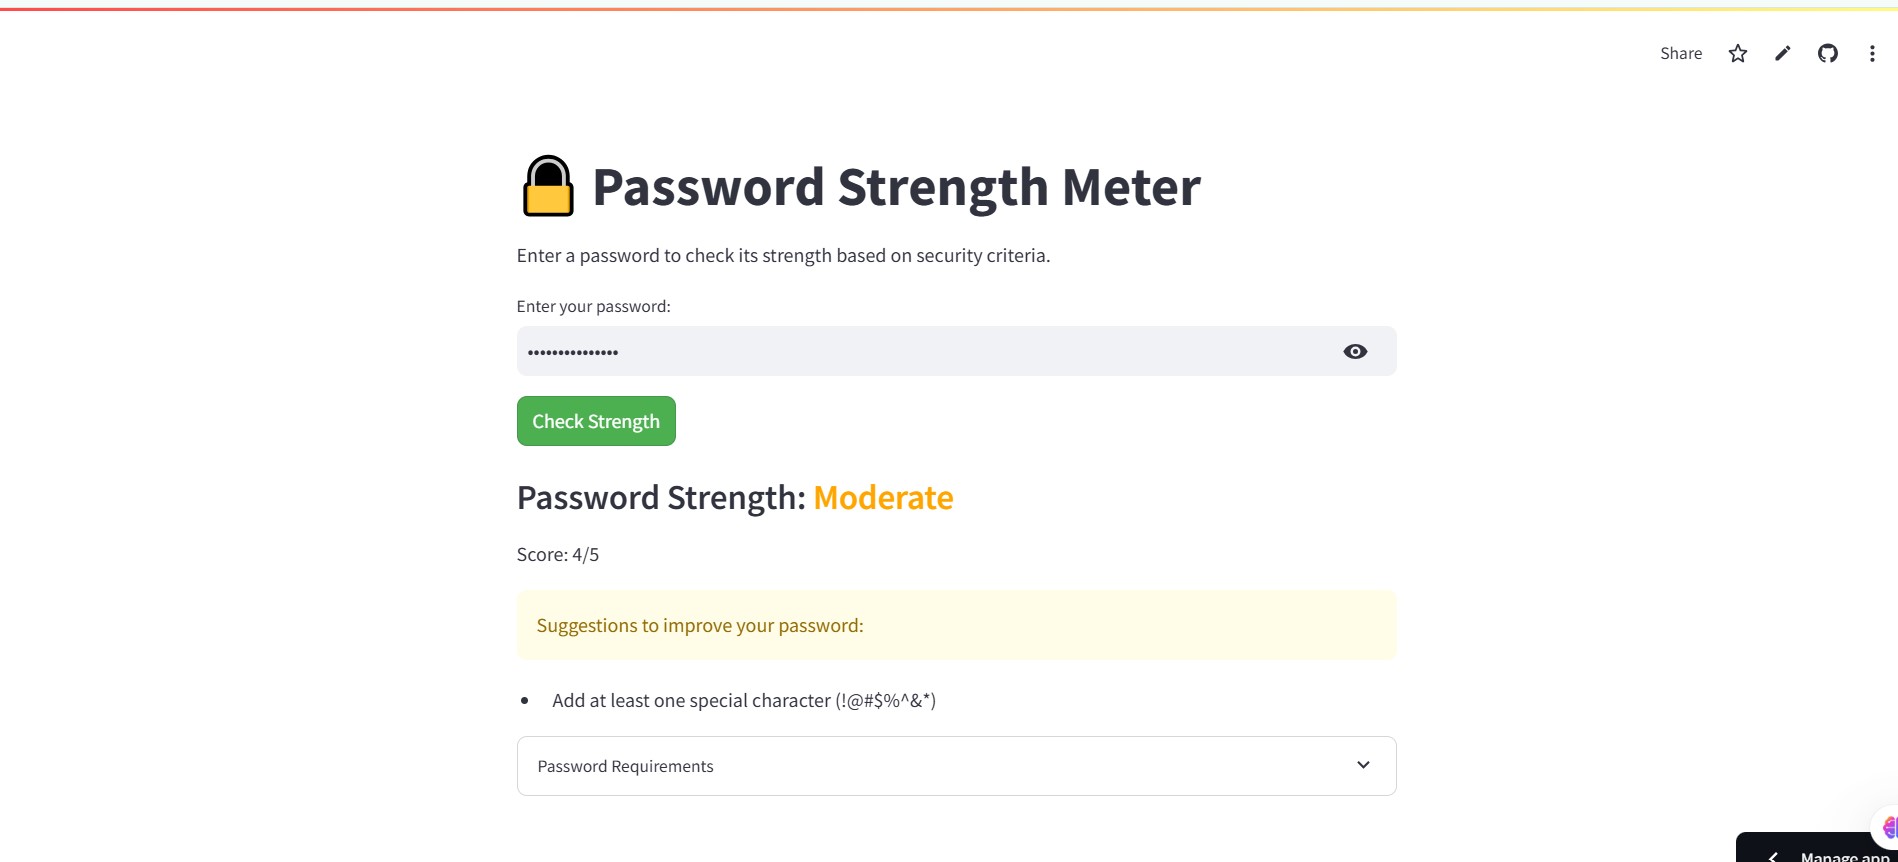 Share
Password Strength Meter
Enter a password to check its strength based on security criteria.
Enter your password:
•••••••••••••••
Check Strength
Password Strength: Moderate
Score: 4/5
Suggestions to improve your password:
• Add at least one special character (!@#$%^&*)
Password Requirements
Manage app